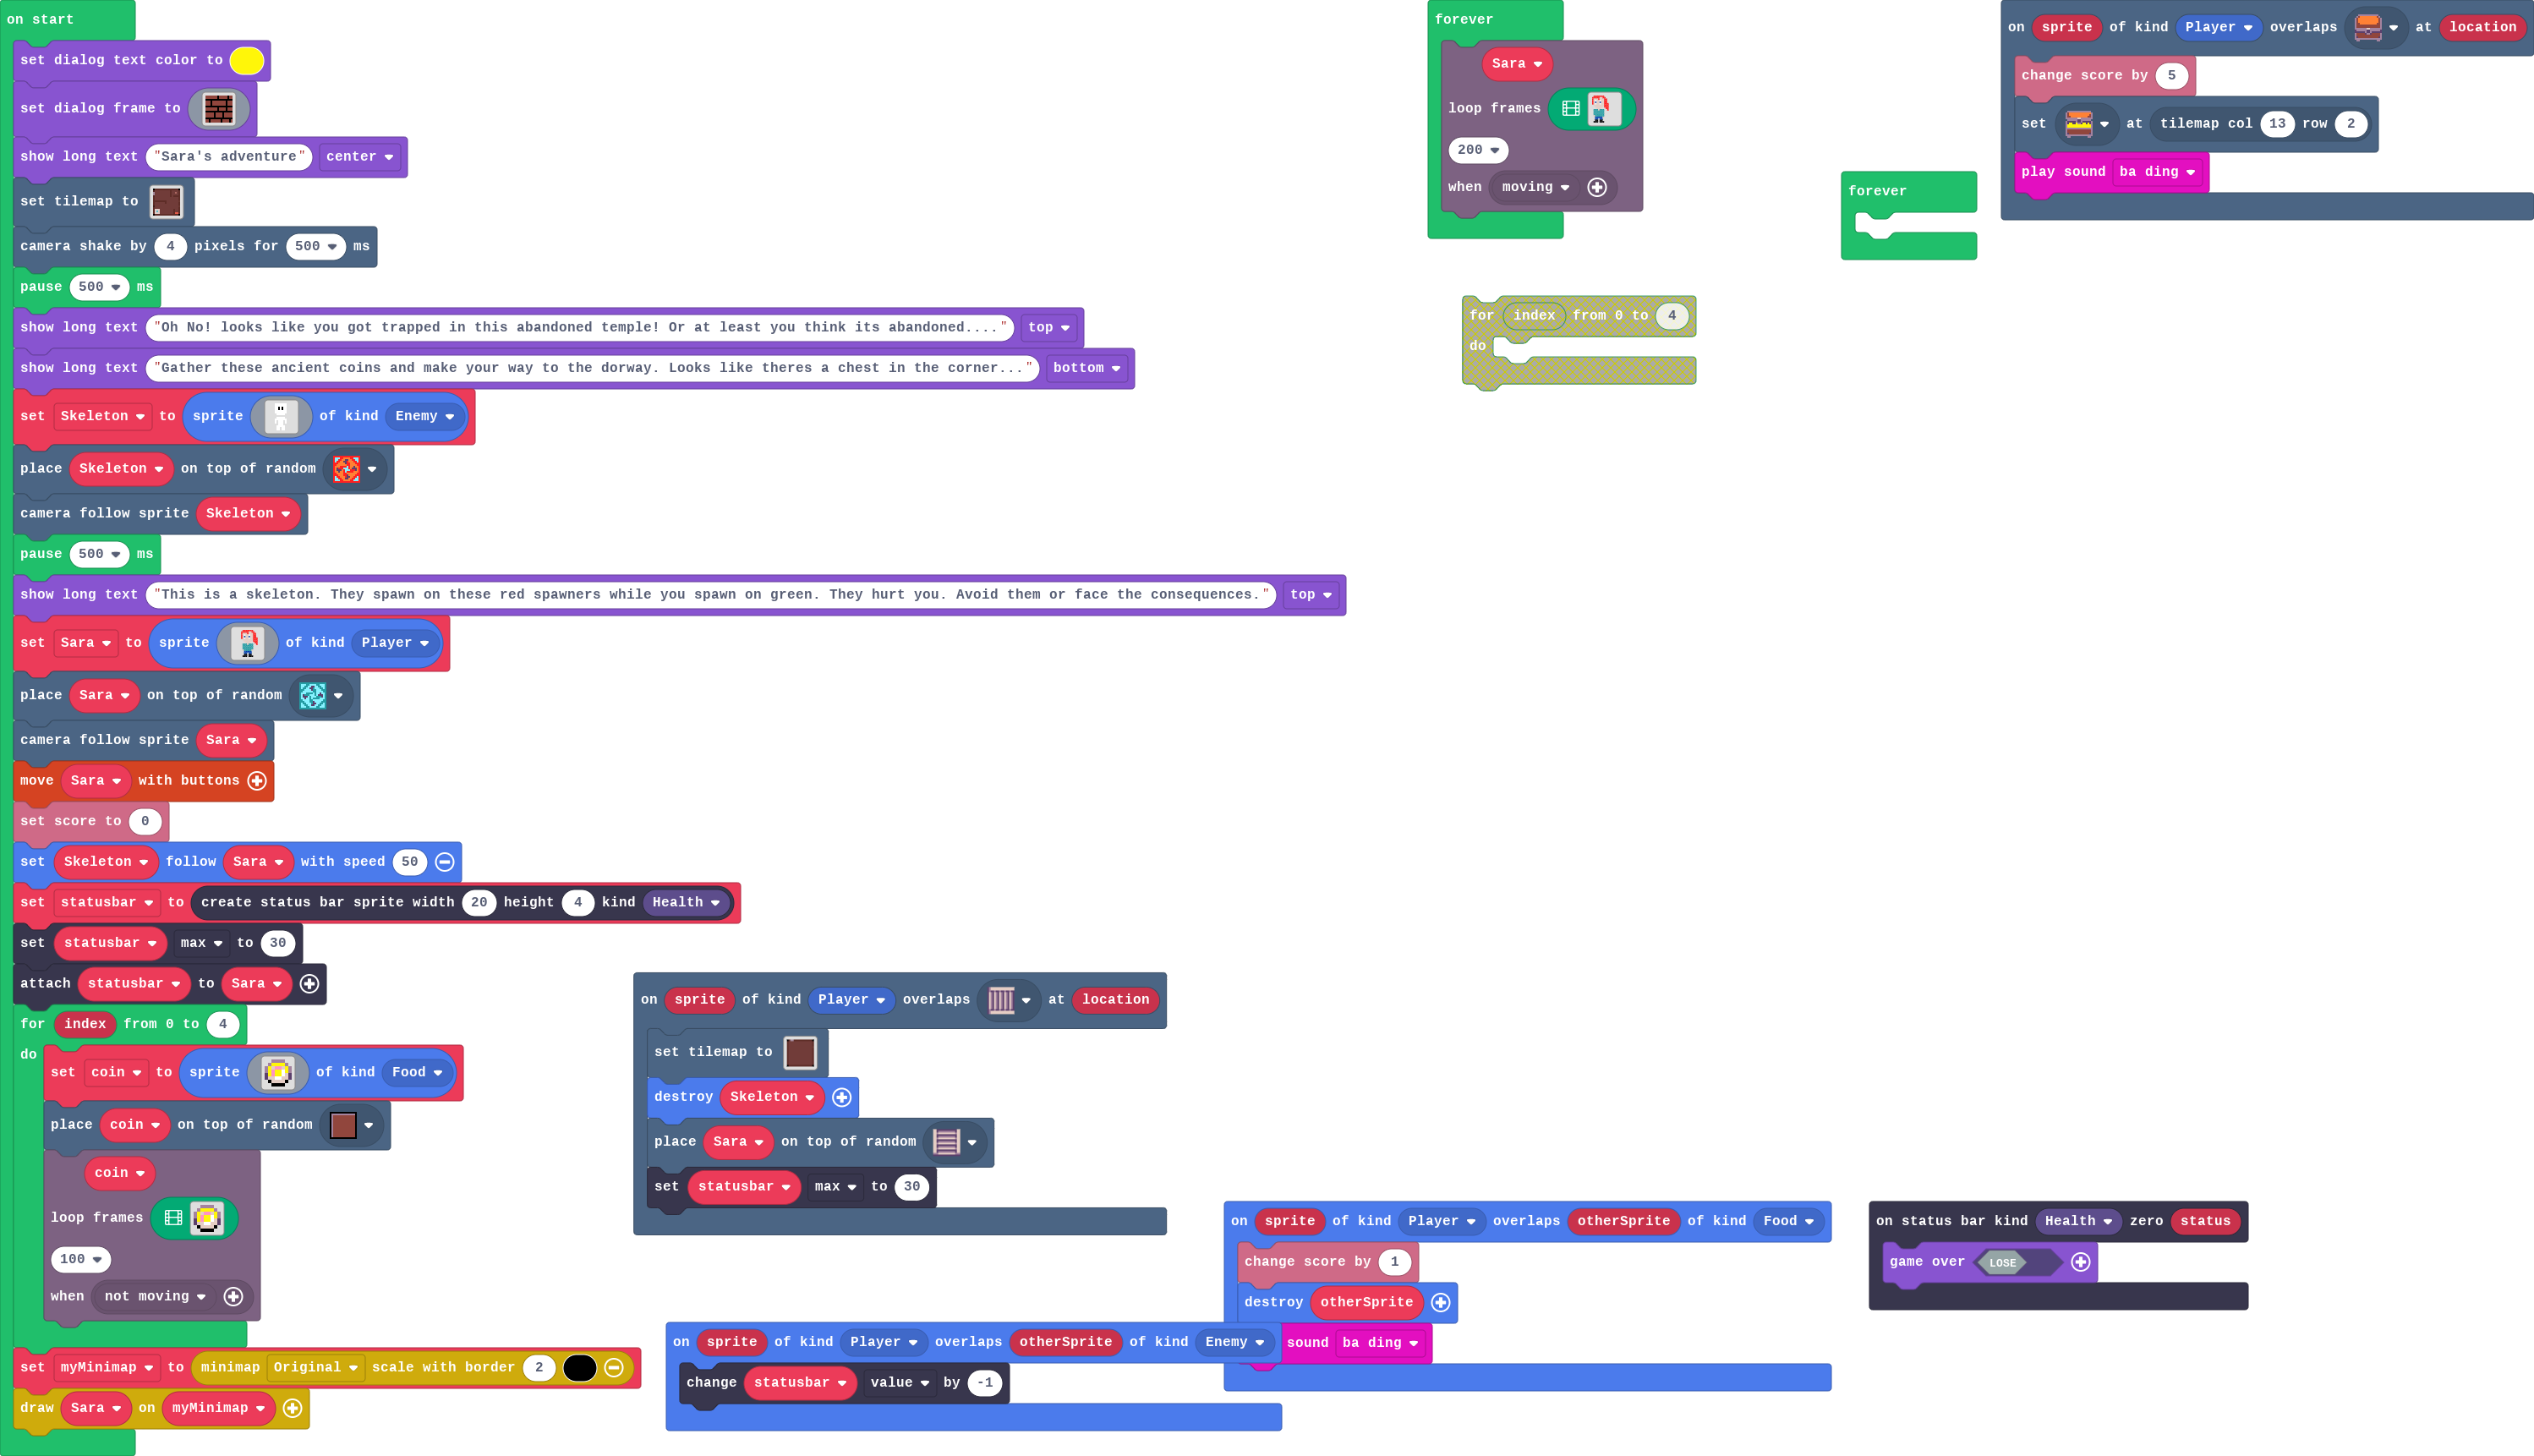 on start
set dialog text color to
set dialog frame to
show long text "Sara's adventure" center
set tilemap to
camera shake by 4 pixels for 500 ms
pause 500 ms
show long text "Oh No! looks like you got trapped in this abandoned temple! Or at least you think its abandoned...." top
show long text "Gather these ancient coins and make your way to the dorway. Looks like theres a chest in the corner..." bottom
set Skeleton to sprite of kind Enemy
place Skeleton on top of random
camera follow sprite Skeleton
pause 500 ms
show long text "This is a skeleton. They spawn on these red spawners while you spawn on green. They hurt you. Avoid them or face the consequences." top
set Sara to sprite of kind Player
place Sara on top of random
camera follow sprite Sara
move Sara with buttons
set score to 0
set Skeleton follow Sara with speed 50
set statusbar to create status bar sprite width 20 height 4 kind Health
set statusbar max to 30
attach statusbar to Sara
for index from 0 to 4
do
set coin to sprite of kind Food
place coin on top of random
coin
loop frames
100
when not moving
set myMinimap to minimap Original scale with border 2
draw Sara on myMinimap
on sprite of kind Player overlaps at location
set tilemap to
destroy Skeleton
place Sara on top of random
set statusbar max to 30
on sprite of kind Player overlaps otherSprite of kind Enemy
change statusbar value by -1
on sprite of kind Player overlaps otherSprite of kind Food
change score by 1
destroy otherSprite
sound ba ding
forever
Sara
loop frames
200
when moving
for index from 0 to 4
do
forever
on sprite of kind Player overlaps at location
change score by 5
set at tilemap col 13 row 2
play sound ba ding
on status bar kind Health zero status
game over LOSE